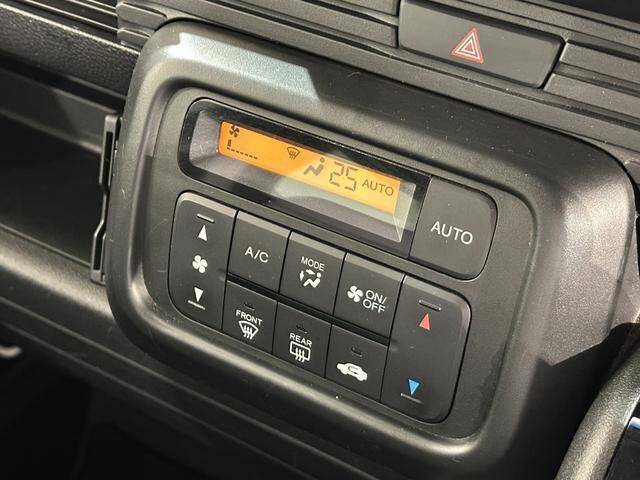 25 AUTO
AUTO
A/C
MODE
ON/
OFF
FRONT
REAR